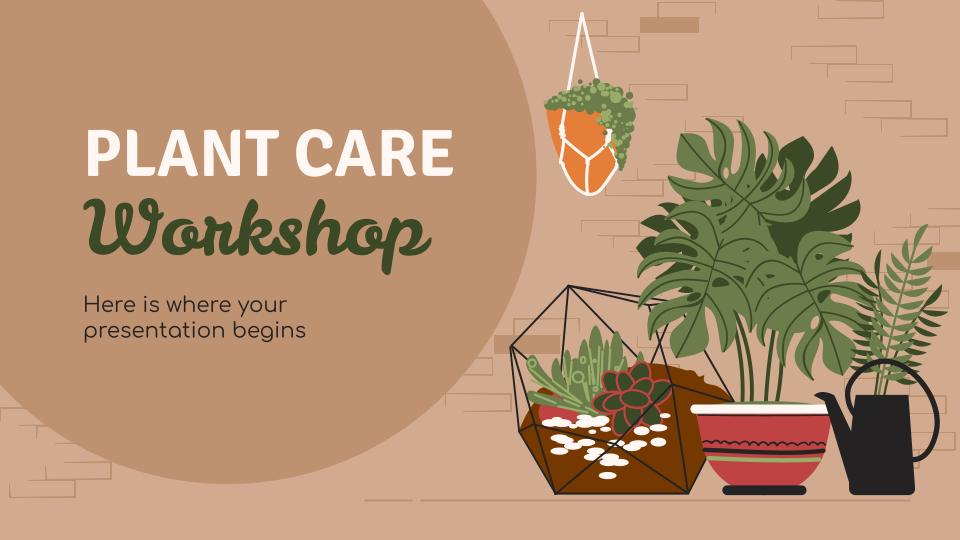 PLANT CARE
Workshop
Here is where your
presentation begins